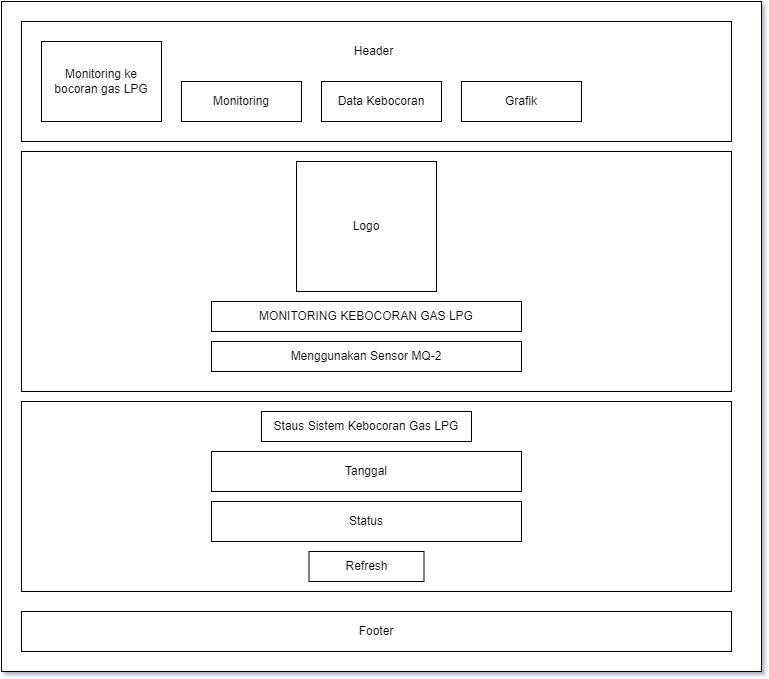 Header
Monitoring ke
bocoran gas LPG
Monitoring
Data Kebocoran
Grafik
Logo
MONITORING KEBOCORAN GAS LPG
Menggunakan Sensor MQ-2
Staus Sistem Kebocoran Gas LPG
Tanggal
Status
Refresh
Footer